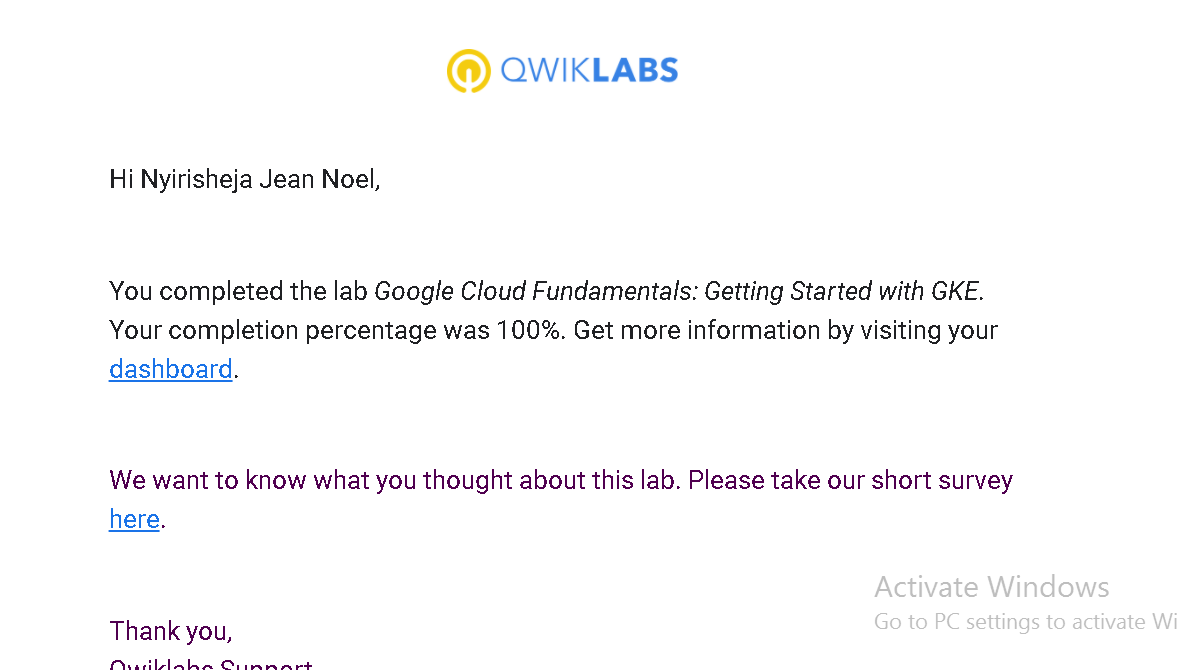 QWIKLABS
Hi Nyirisheja Jean Noel,
You completed the lab Google Cloud Fundamentals: Getting Started with GKE.
Your completion percentage was 100%. Get more information by visiting your
dashboard.
We want to know what you thought about this lab. Please take our short survey
here.
Activate Windows
Go to PC settings to activate Wi
Thank you,
Qwiklabs Support